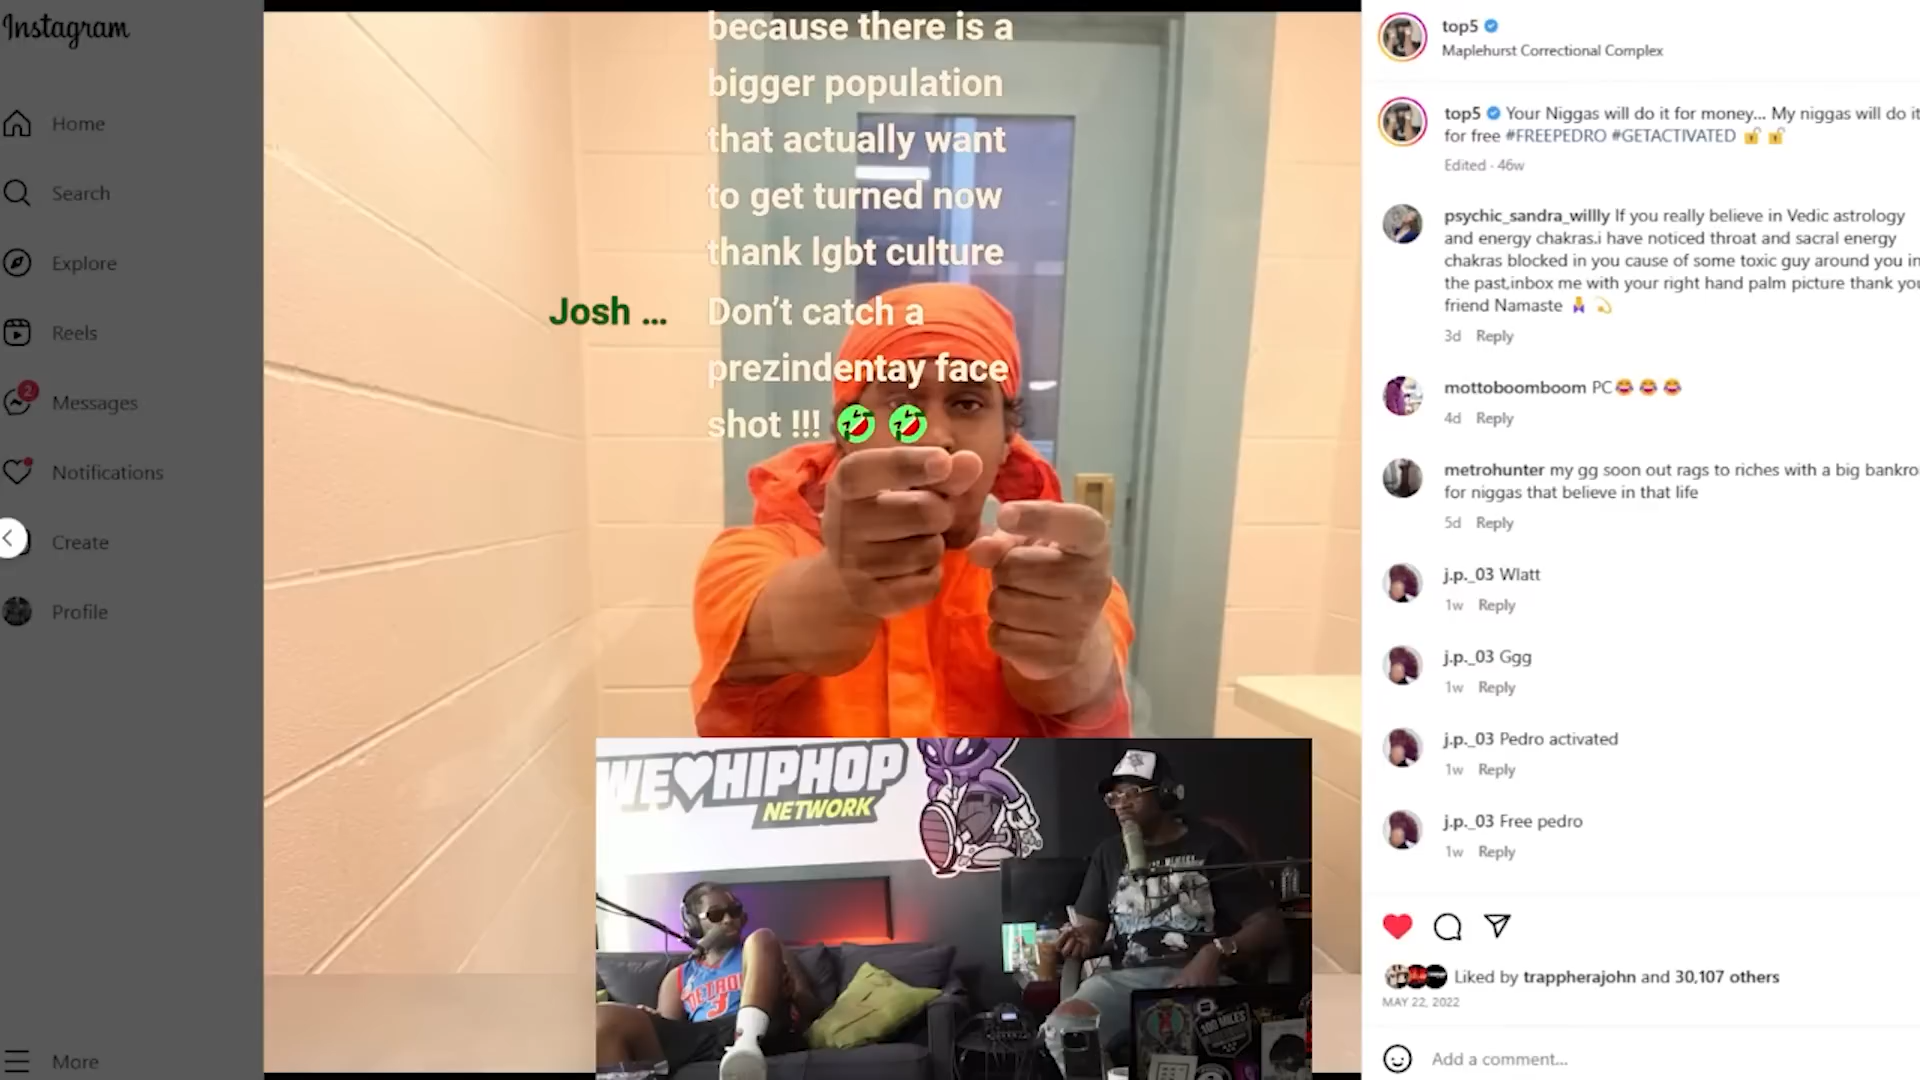 Instagram
Home
Search
Explore
Reels
2
Messages
Notifications
Create
Profile
More
because there is a
bigger population
that actually want
to get turned now
thank lgbt culture
Josh ... Don't catch a
prezindentay face
shot !!! 🤣 🤣
WE♥HIPHOP
NETWORK
DETROI
3
100 MILES
top5
Maplehurst Correctional Complex
top5 Your Niggas will do it for money... My niggas will do it
for free #FREEPEDRO #GETACTIVATED 🔓 🔓
Edited · 46w
psychic_sandra_willly If you really believe in Vedic astrology
and energy chakras.i have noticed throat and sacral energy
chakras blocked in you cause of some toxic guy around you in
the past,inbox me with your right hand palm picture thank you
friend Namaste 🧘 💫
3d Reply
mottoboomboom PC😂 😂 😂
4d Reply
metrohunter my gg soon out rags to riches with a big bankro
for niggas that believe in that life
5d Reply
j.p._03 Wlatt
1w Reply
j.p._03 Ggg
1w Reply
j.p._03 Pedro activated
1w Reply
j.p._03 Free pedro
1w Reply
Liked by trappherajohn and 30,107 others
MAY 22, 2022
Add a comment...